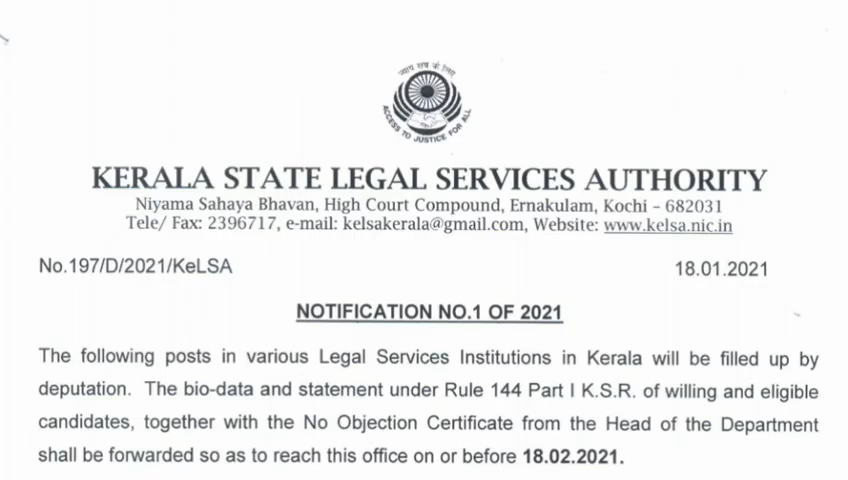 न्याय सब के लिए
ACCESS TO JUSTICE FOR ALL
KERALA STATE LEGAL SERVICES AUTHORITY
Niyama Sahaya Bhavan, High Court Compound, Ernakulam, Kochi – 682031
Tele/ Fax: 2396717, e-mail: kelsakerala@gmail.com, Website: www.kelsa.nic.in
No.197/D/2021/KeLSA 18.01.2021
NOTIFICATION NO.1 OF 2021
The following posts in various Legal Services Institutions in Kerala will be filled up by
deputation. The bio-data and statement under Rule 144 Part I K.S.R. of willing and eligible
candidates, together with the No Objection Certificate from the Head of the Department
shall be forwarded so as to reach this office on or before 18.02.2021.